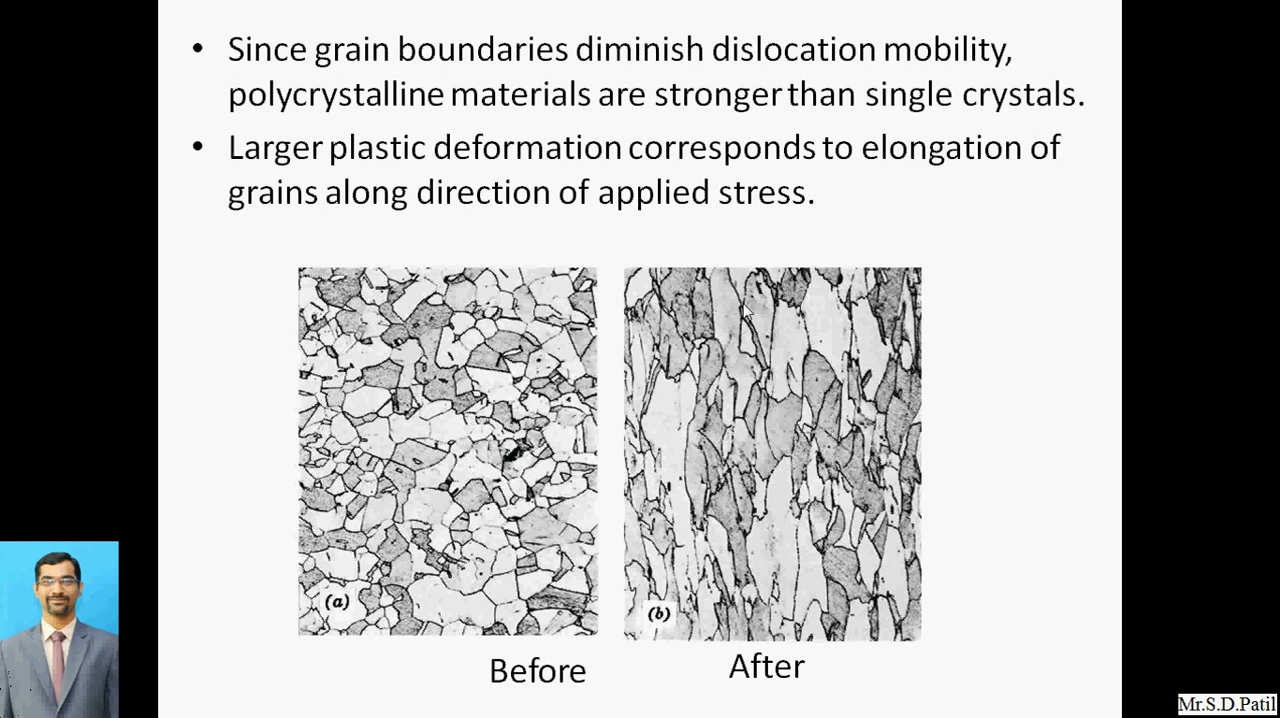 • Since grain boundaries diminish dislocation mobility,
polycrystalline materials are stronger than single crystals.
• Larger plastic deformation corresponds to elongation of
grains along direction of applied stress.
(a)
(b)
Before
After
Mr.S.D.Patil